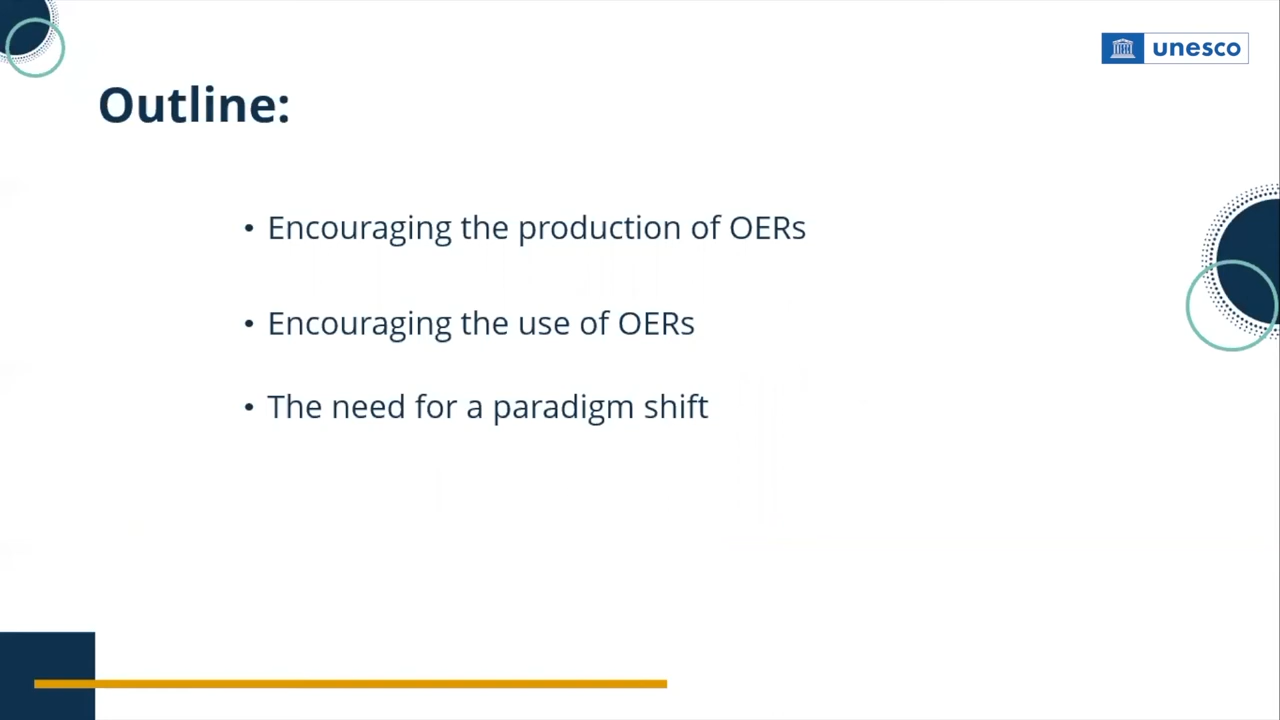 unesco
Outline:
• Encouraging the production of OERs
• Encouraging the use of OERs
• The need for a paradigm shift